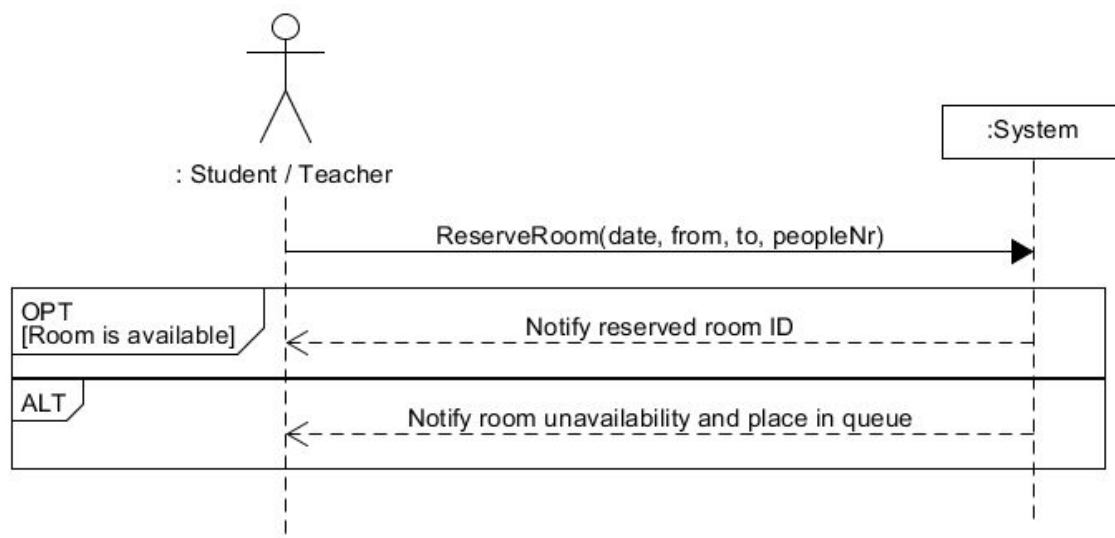 :System
: Student / Teacher
ReserveRoom(date, from, to, peopleNr)
OPT
[Room is available]
Notify reserved room ID
ALT
Notify room unavailability and place in queue